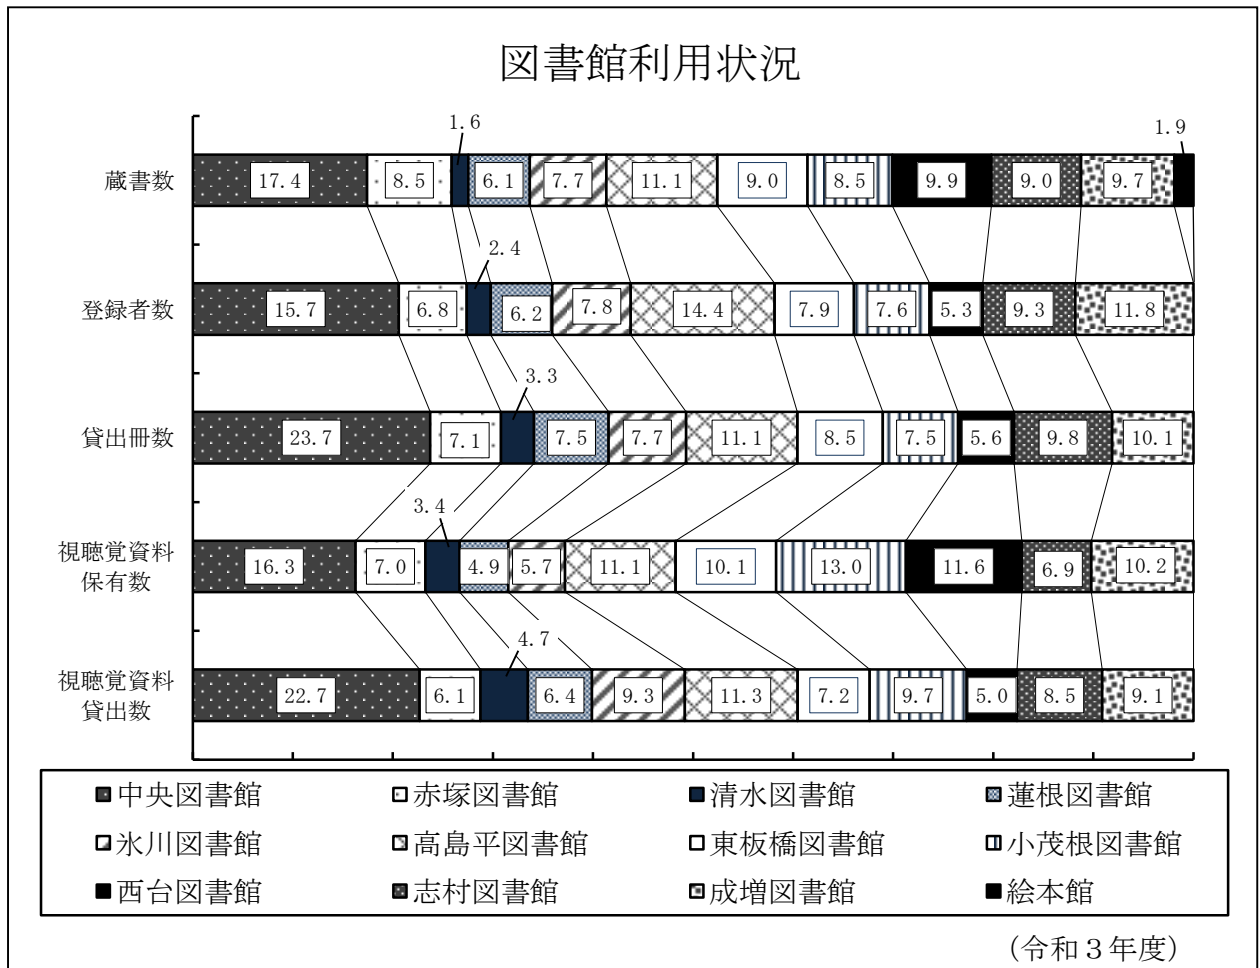 図書館利用状況
1.6
1.9
蔵書数 17.4 8.5 6.1 7.7 11.1 9.0 8.5 9.9 9.0 9.7
2.4
登録者数 15.7 6.8 6.2 7.8 14.4 7.9 7.6 5.3 9.3 11.8
3.3
貸出冊数 23.7 7.1 7.5 7.7 11.1 8.5 7.5 5.6 9.8 10.1
3.4
視聴覚資料
保有数 16.3 7.0 4.9 5.7 11.1 10.1 13.0 11.6 6.9 10.2
4.7
視聴覚資料
貸出数 22.7 6.1 6.4 9.3 11.3 7.2 9.7 5.0 8.5 9.1
中央図書館 赤塚図書館 清水図書館 蓮根図書館
氷川図書館 高島平図書館 東板橋図書館 小茂根図書館
西台図書館 志村図書館 成増図書館 絵本館
(令和３年度)